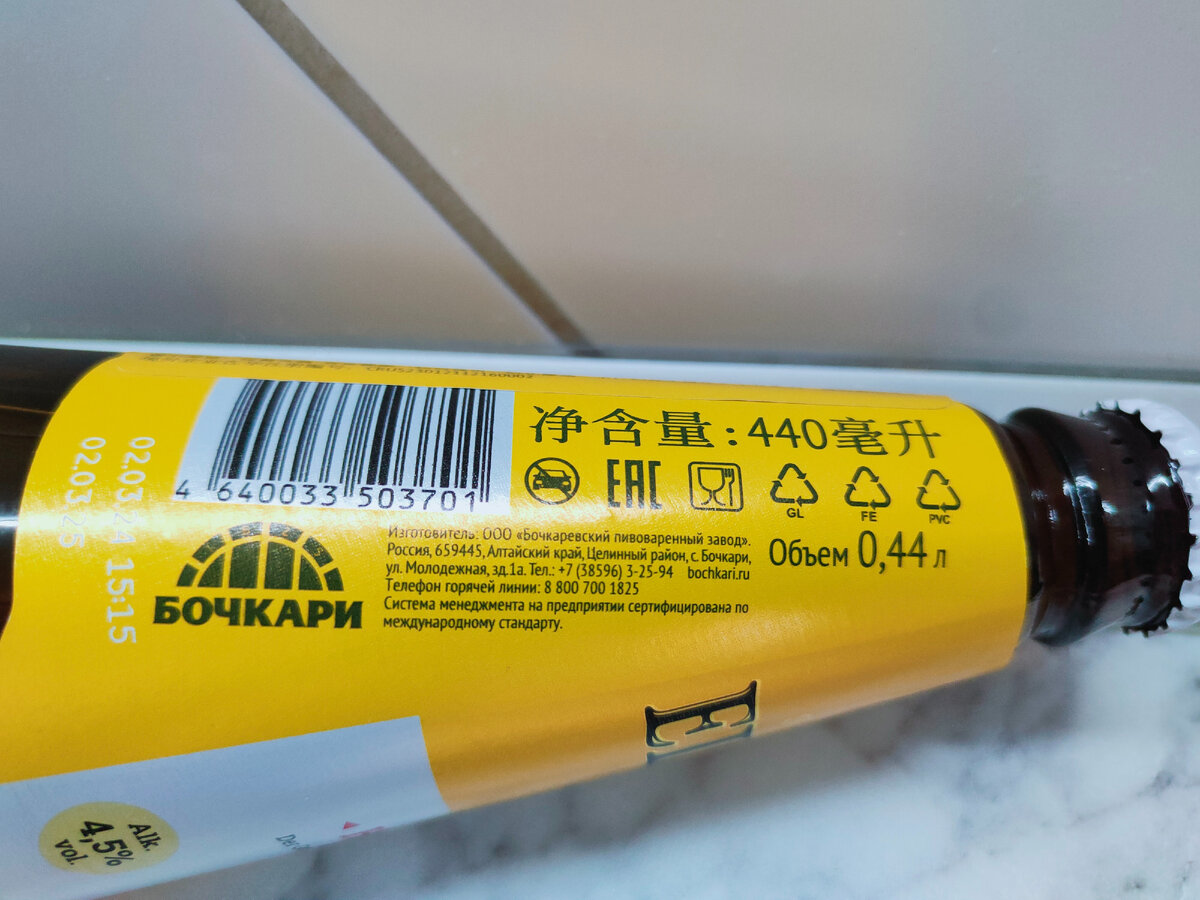 CRUS23012112160002
净含量:440毫升
4 640033 503701
EAC
GL
FE
PVC
Объем 0,44 л
02.03.24 15:15
02.03.25
БОЧКАРИ
Изготовитель: ООО «Бочкаревский пивоваренный завод».
Россия, 659445, Алтайский край, Целинный район, с. Бочкари,
ул. Молодежная, зд.1а. Тел.: +7 (38596) 3-25-94 bochkari.ru
Телефон горячей линии: 8 800 700 1825
Система менеджмента на предприятии сертифицирована по
международному стандарту.
Alk.
4,5%
vol.